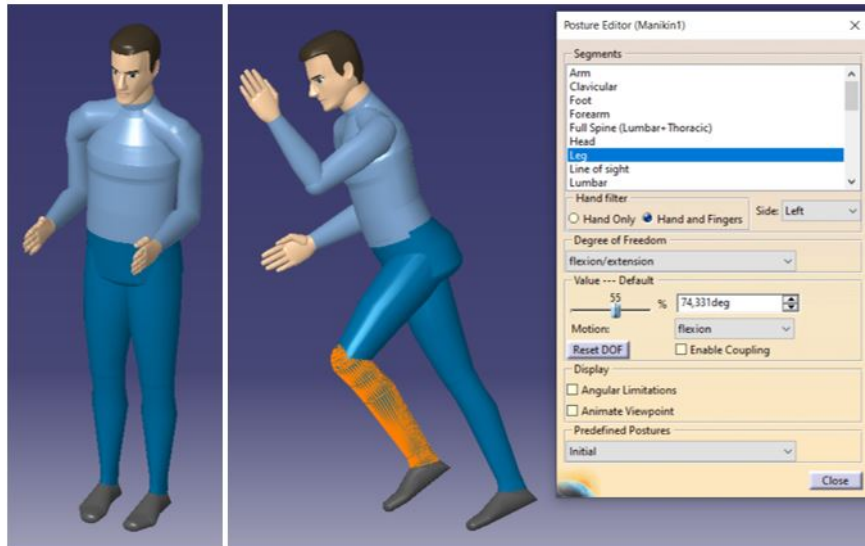 Posture Editor (Manikin1)
Segments
Arm
Clavicular
Foot
Forearm
Full Spine (Lumbar+Thoracic)
Head
Leg
Line of sight
Lumbar
Hand filter
Hand Only Hand and Fingers Side: Left
Degree of Freedom
flexion/extension
Value --- Default
55 % 74,331deg
Motion: flexion
Reset DOF Enable Coupling
Display
Angular Limitations
Animate Viewpoint
Predefined Postures
Initial
Close